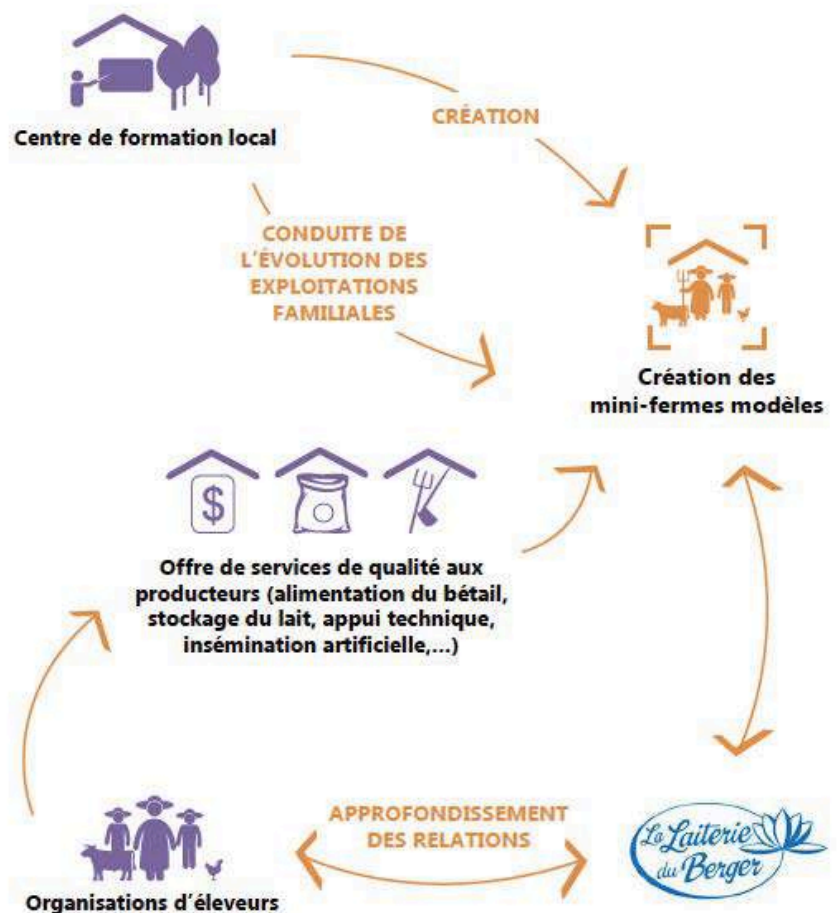 Centre de formation local
CRÉATION
CONDUITE DE
L'ÉVOLUTION DES
EXPLOITATIONS
FAMILIALES
Création des
mini-fermes modèles
$
Offre de services de qualité aux
producteurs (alimentation du bétail,
stockage du lait, appui technique,
insémination artificielle,...)
APPROFONDISSEMENT
DES RELATIONS
La Laiterie
du Berger
Organisations d'éleveurs